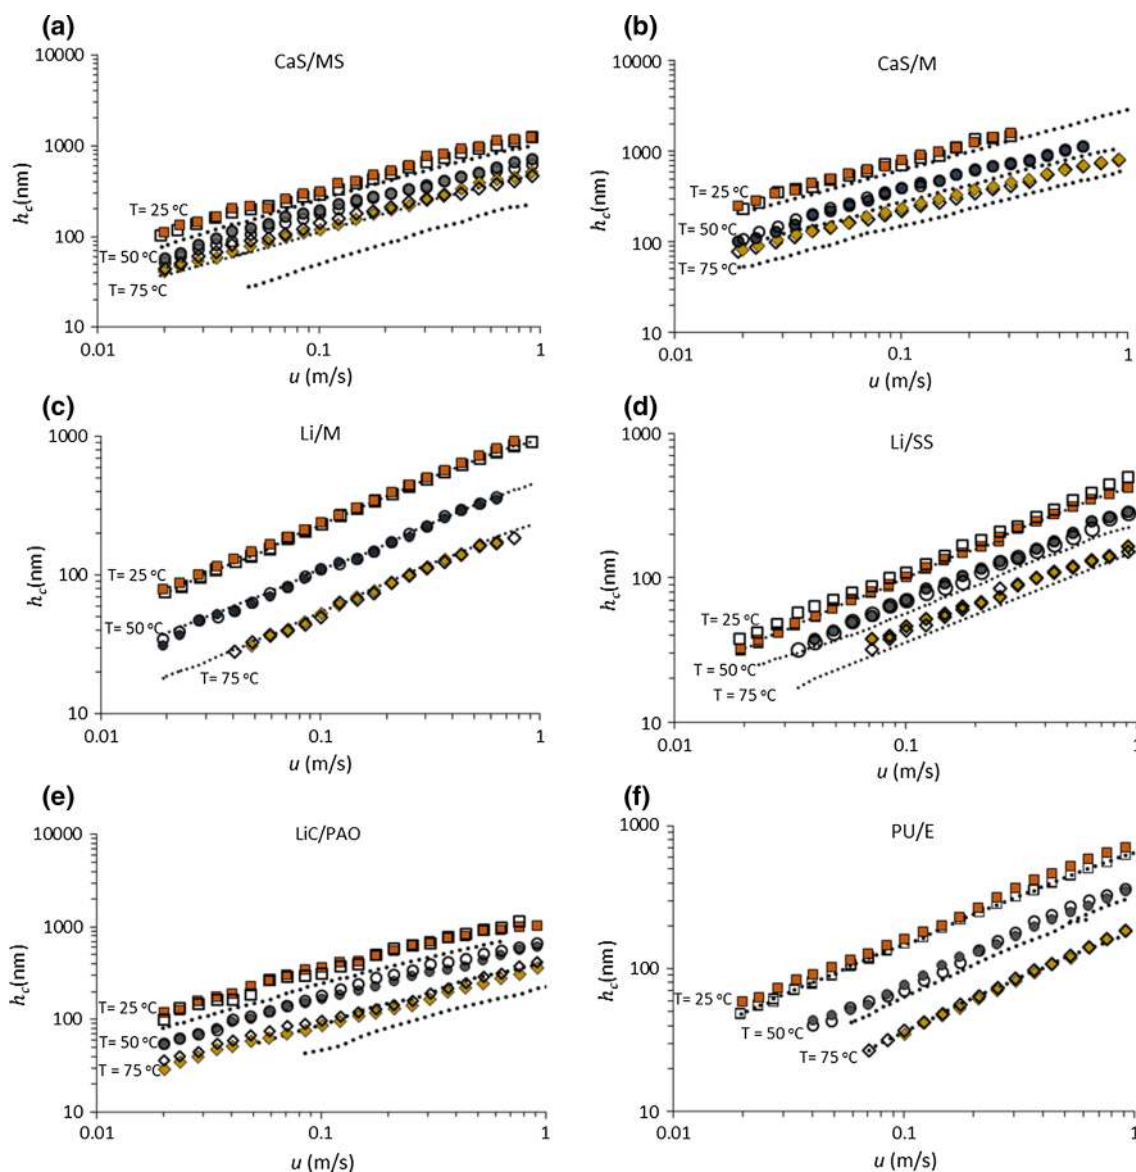 (a)
CaS/MS
10000
1000
100
10
h_c(nm)
T= 25 °C
T= 50 °C
T= 75 °C
0.01 0.1 1
u (m/s)
(b)
CaS/M
10000
1000
100
10
h_c(nm)
T= 25 °C
T= 50 °C
T= 75 °C
0.01 0.1 1
u (m/s)
(c)
Li/M
1000
100
10
h_c(nm)
T= 25 °C
T= 50 °C
T= 75 °C
0.01 0.1 1
u (m/s)
(d)
Li/SS
1000
100
10
h_c(nm)
T= 25 °C
T = 50 °C
T = 75 °C
0.01 0.1 1
u (m/s)
(e)
LiC/PAO
10000
1000
100
10
h_c(nm)
T= 25 °C
T = 50 °C
T = 75 °C
0.01 0.1 1
u (m/s)
(f)
PU/E
1000
100
10
h_c(nm)
T= 25 °C
T = 50 °C
T = 75 °C
0.01 0.1 1
u (m/s)